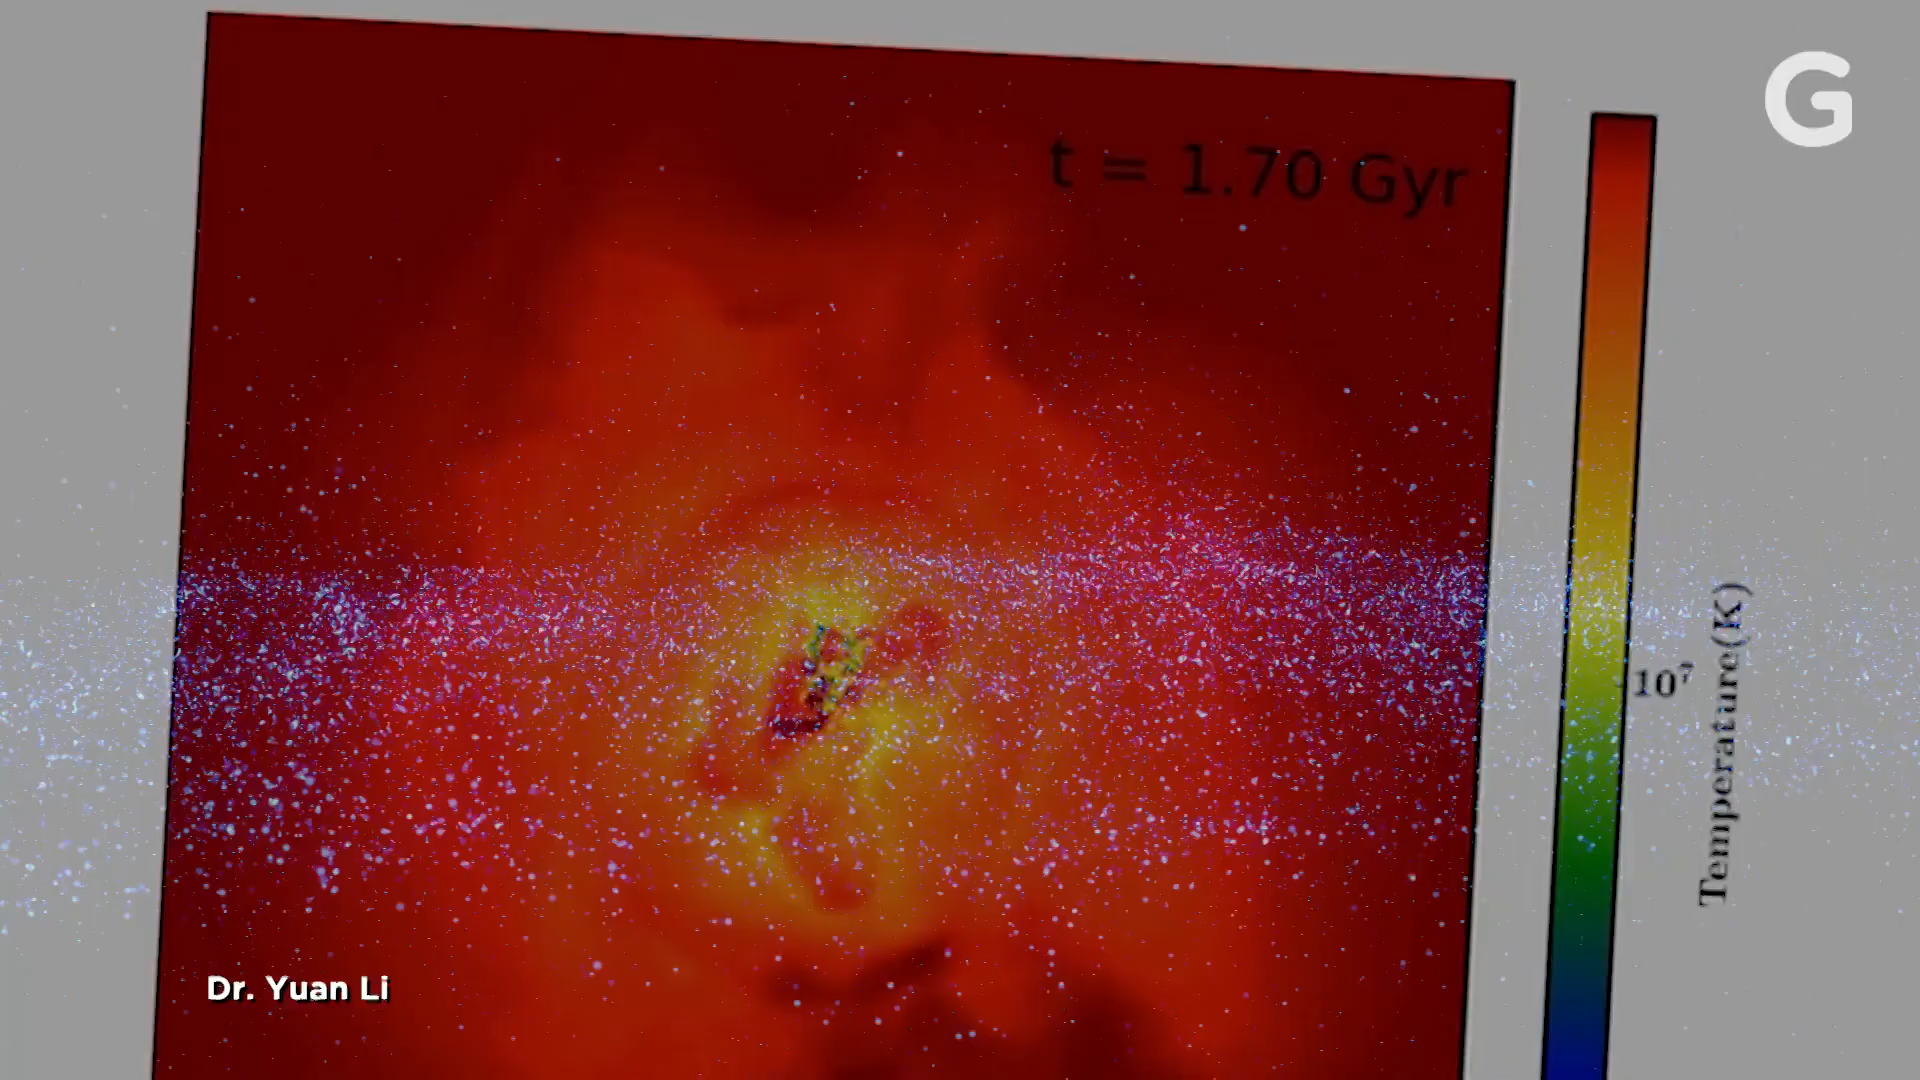 G
t = 1.70 Gyr
10⁷
Temperature(K)
Dr. Yuan Li